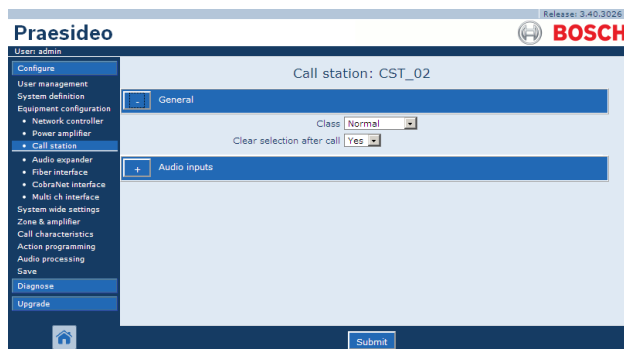 Release: 3.40.3026
Praesideo
BOSCH
User: admin
Configure
User management
System definition
Equipment configuration
• Network controller
• Power amplifier
• Call station
• Audio expander
• Fiber interface
• CobraNet interface
• Multi ch interface
System wide settings
Zone & amplifier
Call characteristics
Action programming
Audio processing
Save
Diagnose
Upgrade
Call station: CST_02
- General
Class Normal
Clear selection after call Yes
+ Audio inputs
Submit